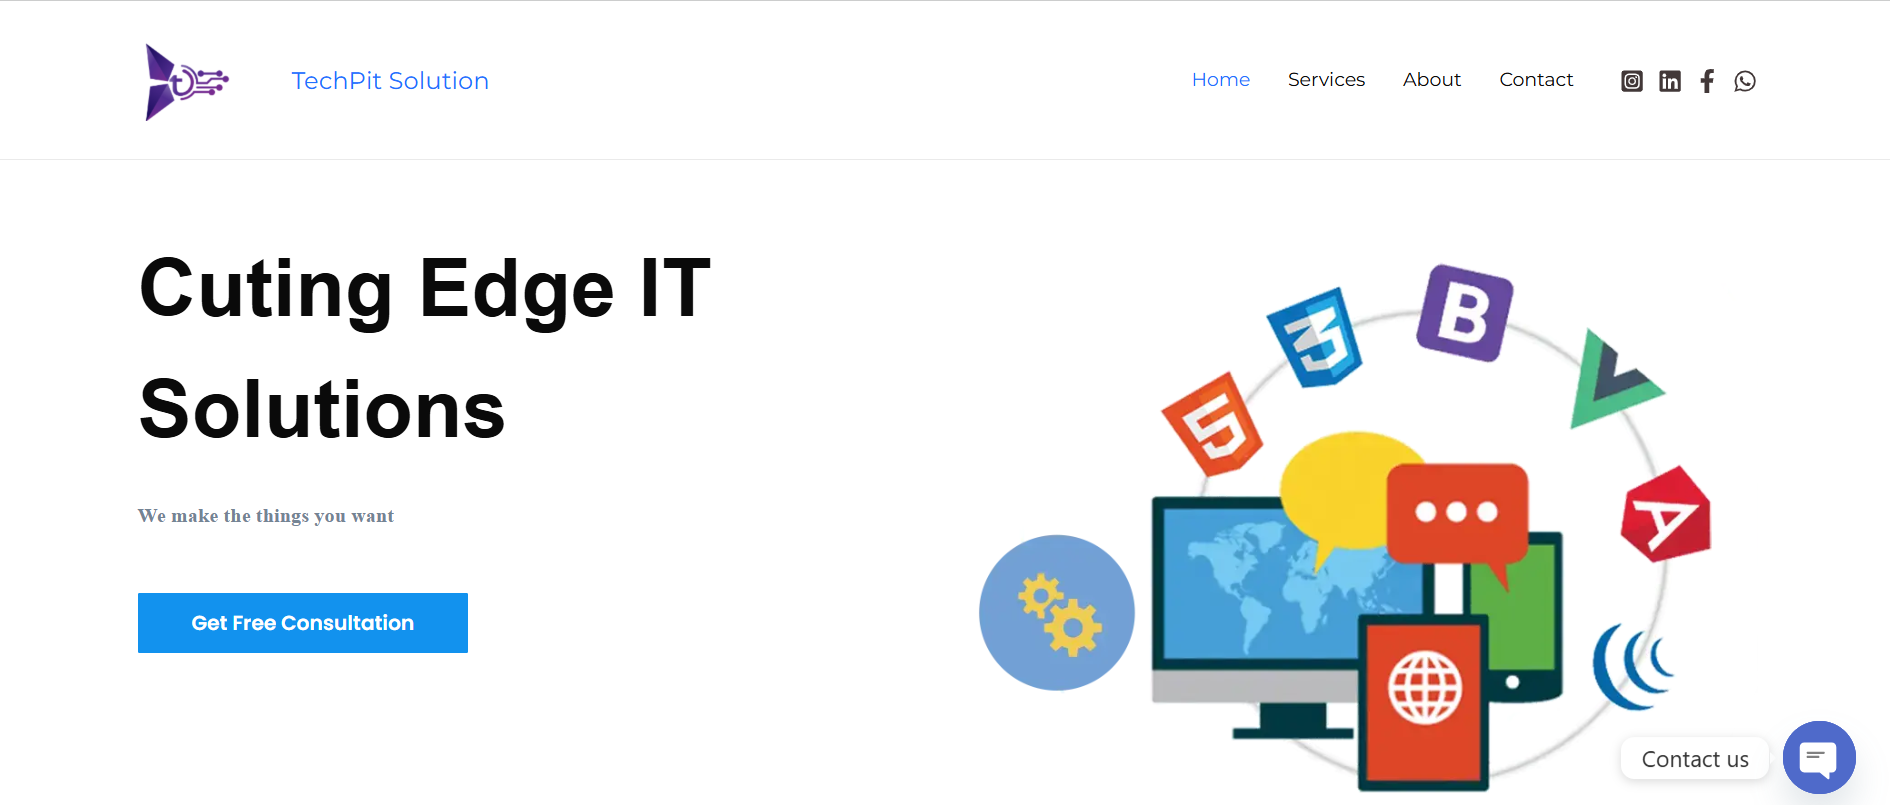 TechPit Solution
Home Services About Contact
Cuting Edge IT
Solutions
We make the things you want
Get Free Consultation
Contact us